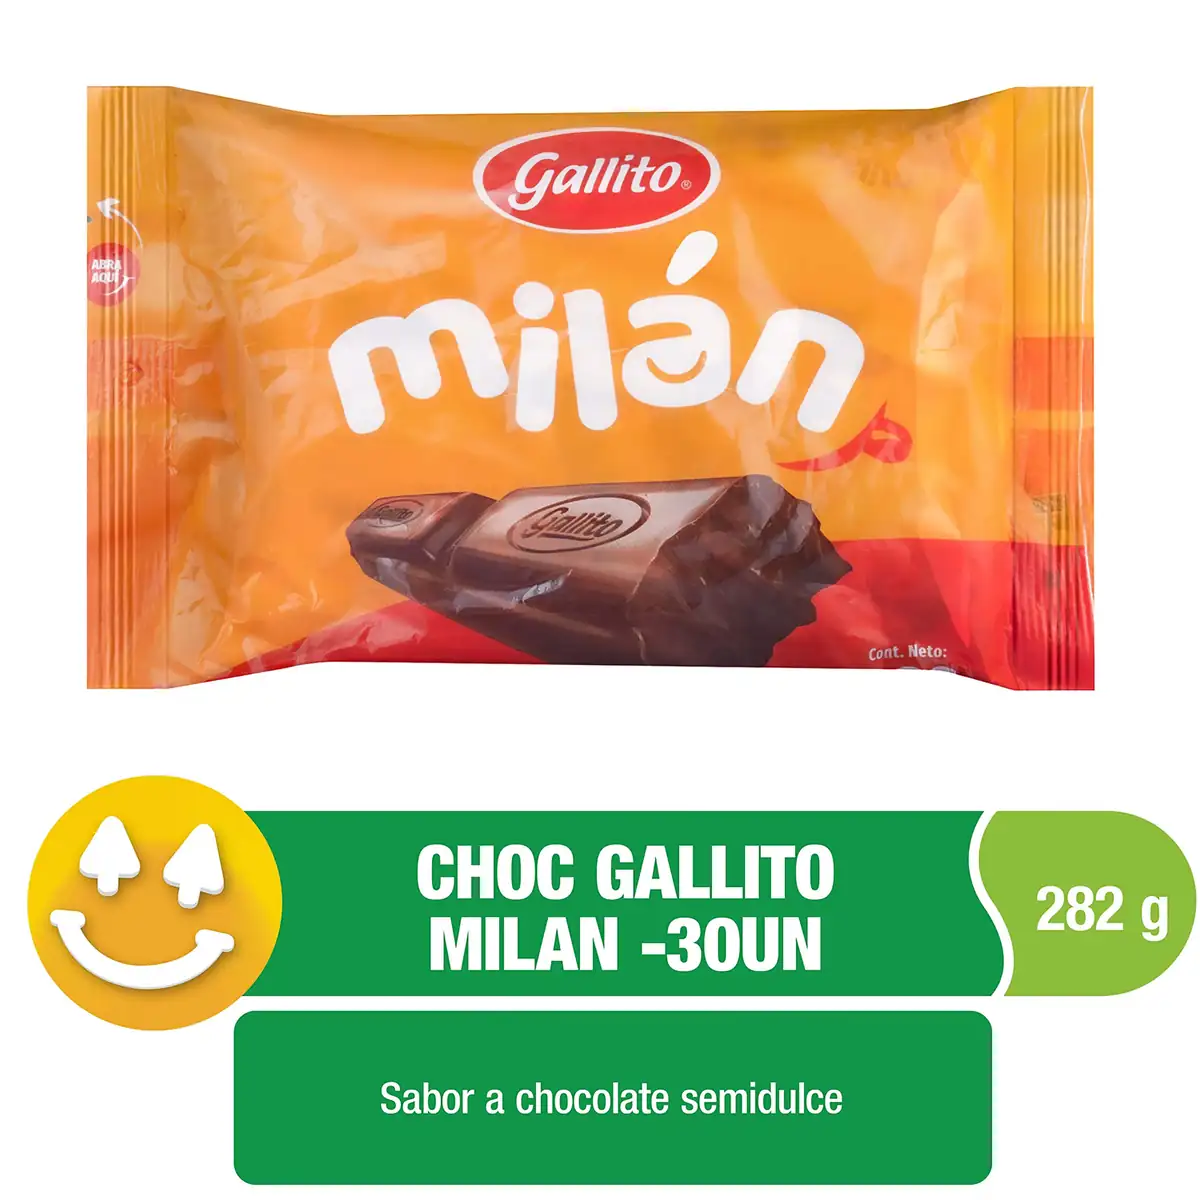 Gallito®
milán
ABRA
AQUÍ
Gallito
Gallito
Cont. Neto:
CHOC GALLITO
MILAN -30UN
282 g
Sabor a chocolate semidulce